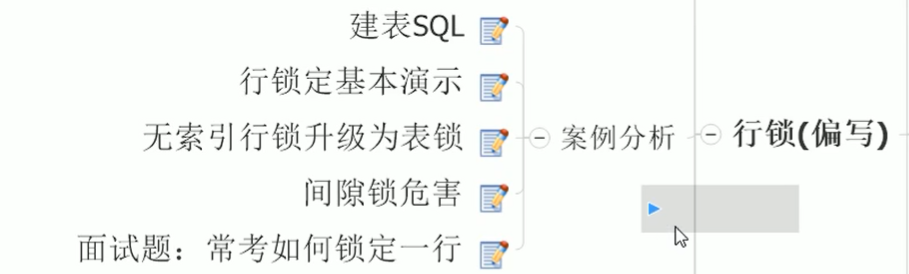 建表SQL
行锁定基本演示
无索引行锁升级为表锁
间隙锁危害
面试题：常考如何锁定一行
案例分析
行锁(偏写)